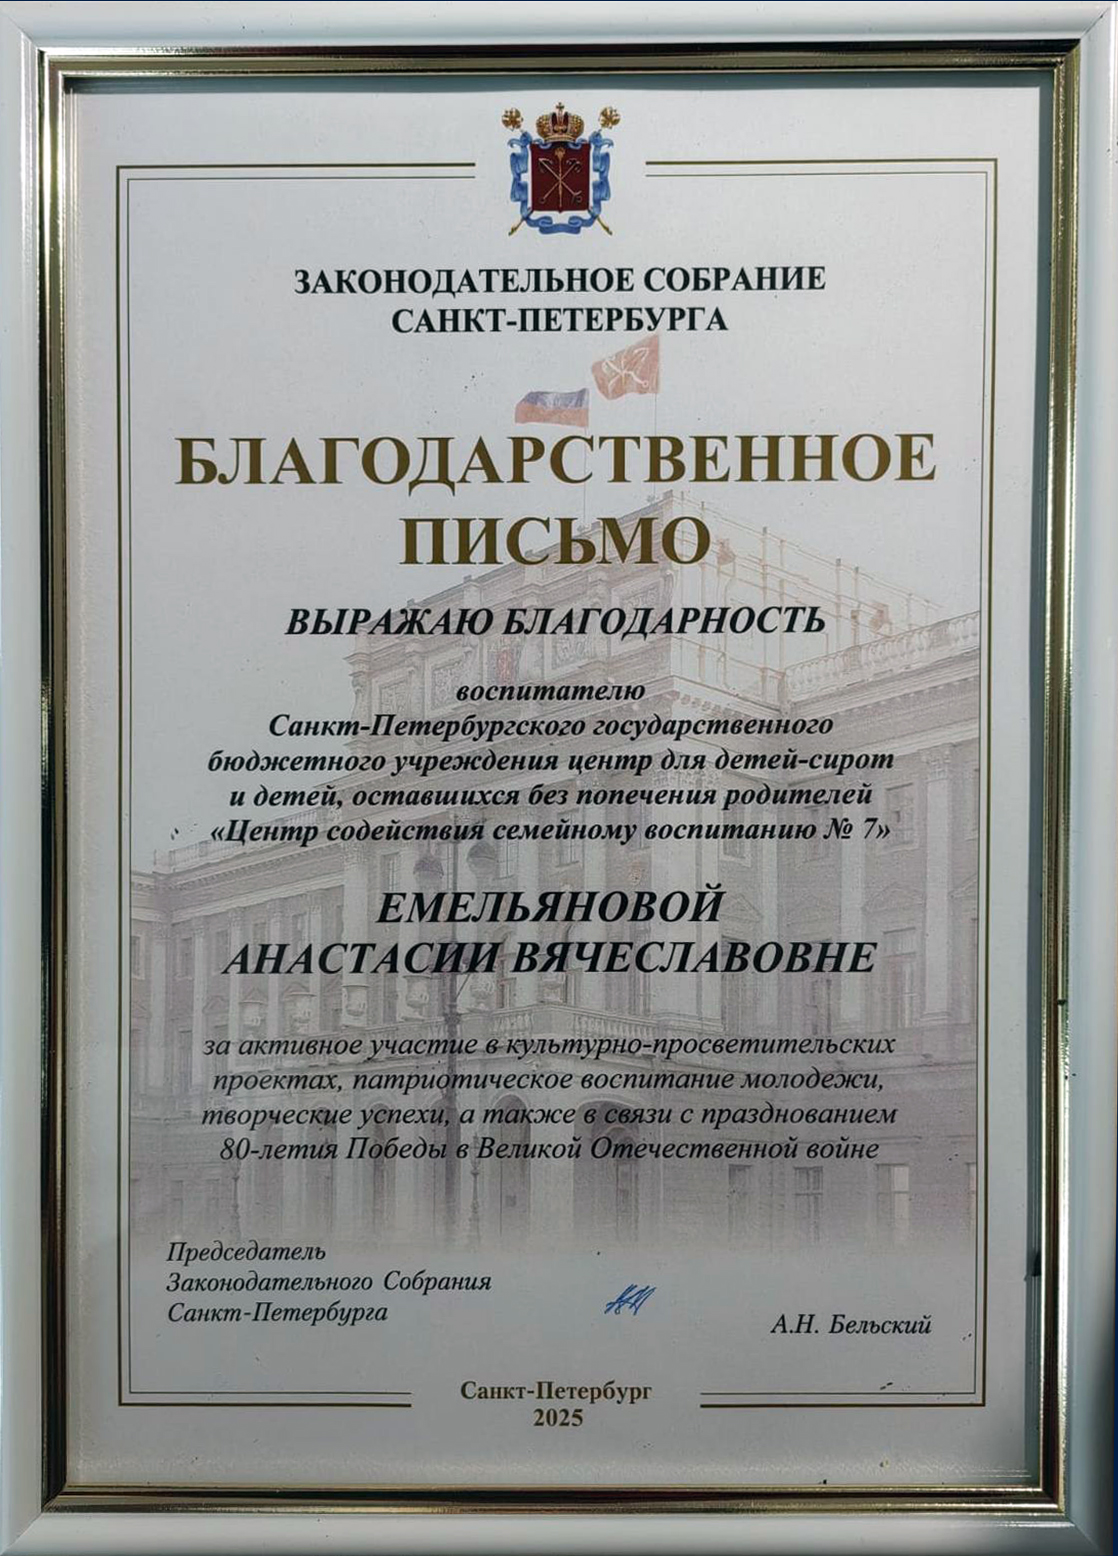 ЗАКОНОДАТЕЛЬНОЕ СОБРАНИЕ
САНКТ-ПЕТЕРБУРГА
БЛАГОДАРСТВЕННОЕ
ПИСЬМО
ВЫРАЖАЮ БЛАГОДАРНОСТЬ
воспитателю
Санкт-Петербургского государственного
бюджетного учреждения центр для детей-сирот
и детей, оставшихся без попечения родителей
«Центр содействия семейному воспитанию № 7»
ЕМЕЛЬЯНОВОЙ
АНАСТАСИИ ВЯЧЕСЛАВОВНЕ
за активное участие в культурно-просветительских
проектах, патриотическое воспитание молодежи,
творческие успехи, а также в связи с празднованием
80-летия Победы в Великой Отечественной войне
Председатель
Законодательного Собрания
Санкт-Петербурга
А.Н. Бельский
Санкт-Петербург
2025